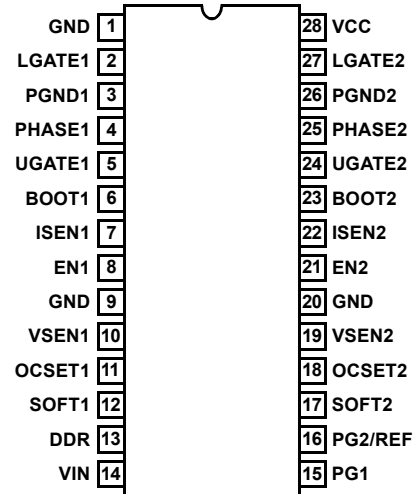 GND 1 28 VCC
LGATE1 2 27 LGATE2
PGND1 3 26 PGND2
PHASE1 4 25 PHASE2
UGATE1 5 24 UGATE2
BOOT1 6 23 BOOT2
ISEN1 7 22 ISEN2
EN1 8 21 EN2
GND 9 20 GND
VSEN1 10 19 VSEN2
OCSET1 11 18 OCSET2
SOFT1 12 17 SOFT2
DDR 13 16 PG2/REF
VIN 14 15 PG1